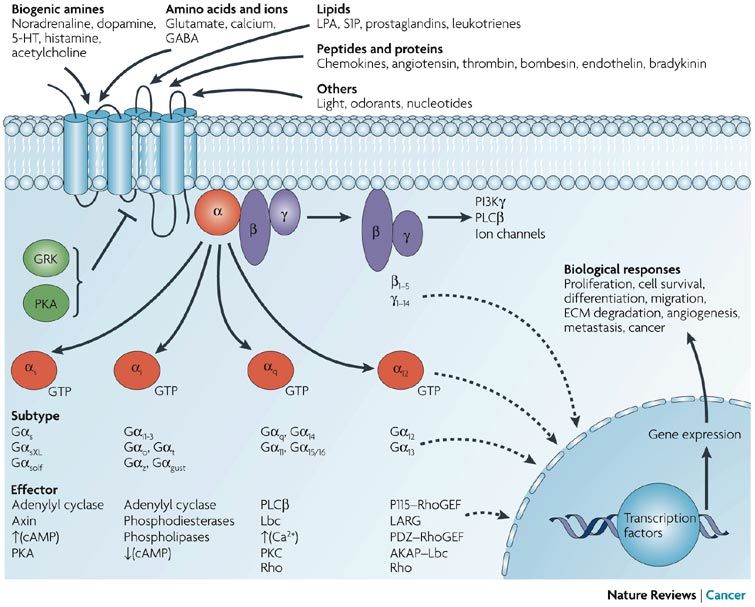 Biogenic amines
Noradrenaline, dopamine,
5-HT, histamine,
acetylcholine
Amino acids and ions
Glutamate, calcium,
GABA
Lipids
LPA, S1P, prostaglandins, leukotrienes
Peptides and proteins
Chemokines, angiotensin, thrombin, bombesin, endothelin, bradykinin
Others
Light, odorants, nucleotides
α
β
γ
β
γ
PI3Kγ
PLCβ
Ion channels
β1–5
γ1–14
GRK
PKA
Biological responses
Proliferation, cell survival,
differentiation, migration,
ECM degradation, angiogenesis,
metastasis, cancer
αs
GTP
αi
GTP
αq
GTP
α12
GTP
Subtype
Gαs
GαsXL
Gαsolf
Gαi1-3
Gαo, Gαt
Gαz, Gαgust
Gαq, Gα14
Gα11, Gα15/16
Gα12
Gα13
Effector
Adenylyl cyclase
Axin
↑(cAMP)
PKA
Adenylyl cyclase
Phosphodiesterases
Phospholipases
↓(cAMP)
PLCβ
Lbc
↑(Ca2+)
PKC
Rho
P115–RhoGEF
LARG
PDZ–RhoGEF
AKAP–Lbc
Rho
Gene expression
Transcription
factors
Nature Reviews | Cancer